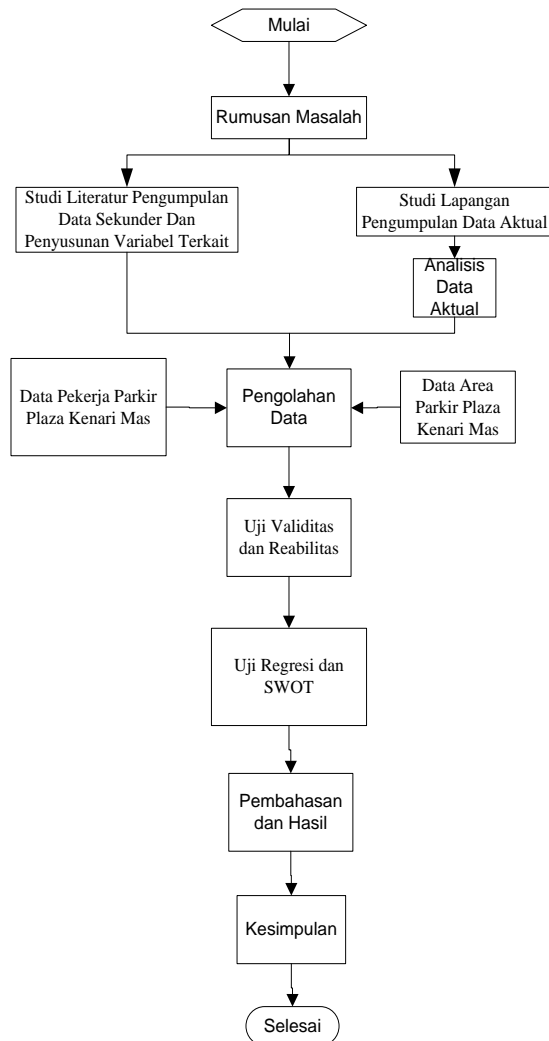 Mulai
Rumusan Masalah
Studi Literatur Pengumpulan
Data Sekunder Dan
Penyusunan Variabel Terkait
Studi Lapangan
Pengumpulan Data Aktual
Analisis
Data
Aktual
Data Pekerja Parkir
Plaza Kenari Mas
Pengolahan
Data
Data Area
Parkir Plaza
Kenari Mas
Uji Validitas
dan Reabilitas
Uji Regresi dan
SWOT
Pembahasan
dan Hasil
Kesimpulan
Selesai